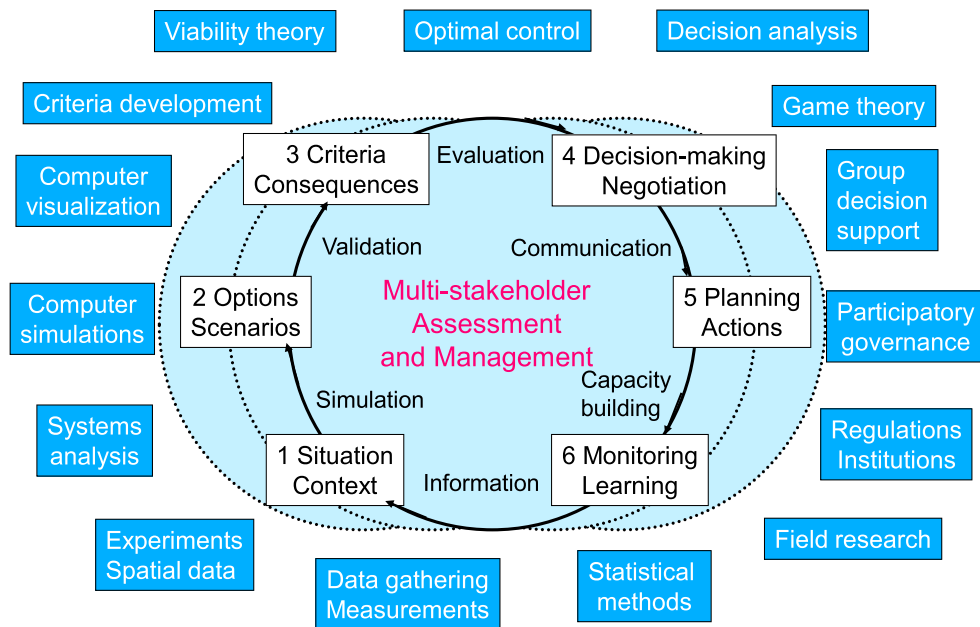 Viability theory
Optimal control
Decision analysis
Criteria development
Game theory
3 Criteria
Consequences
Evaluation
4 Decision-making
Negotiation
Computer
visualization
Group
decision
support
Validation
Communication
Computer
simulations
2 Options
Scenarios
Multi-stakeholder
Assessment
and Management
5 Planning
Actions
Participatory
governance
Simulation
Capacity
building
Systems
analysis
1 Situation
Context
Information
6 Monitoring
Learning
Regulations
Institutions
Experiments
Spatial data
Data gathering
Measurements
Statistical
methods
Field research